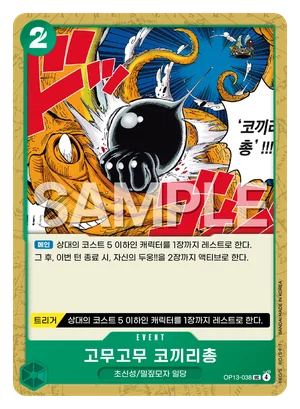 2
‘코끼리
총’!!!
SAMPLE
메인 상대의 코스트 5 이하인 캐릭터를 1장까지 레스트로 한다.
그 후, 이번 턴 종료 시, 자신의 두웅!!을 2장까지 액티브로 한다.
트리거 상대의 코스트 5 이하인 캐릭터를 1장까지 레스트로 한다.
EVENT
고무고무 코끼리총
초신성/밀짚모자 일당
OP13-038
4